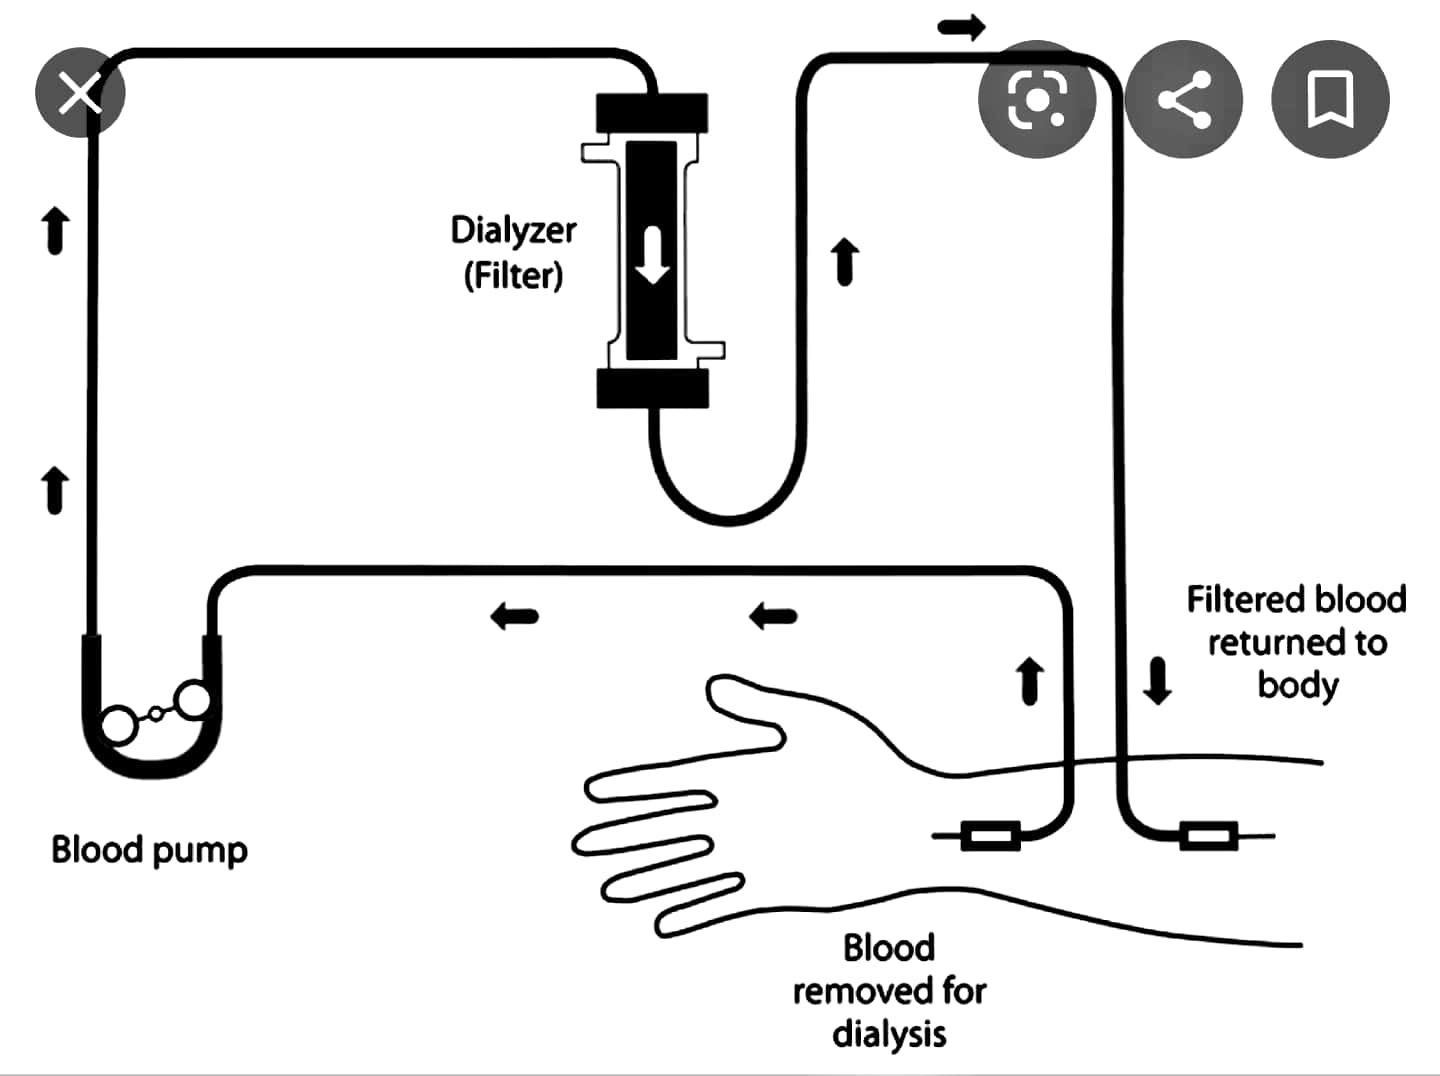 Dialyzer
(Filter)
Filtered blood
returned to
body
Blood pump
Blood
removed for
dialysis